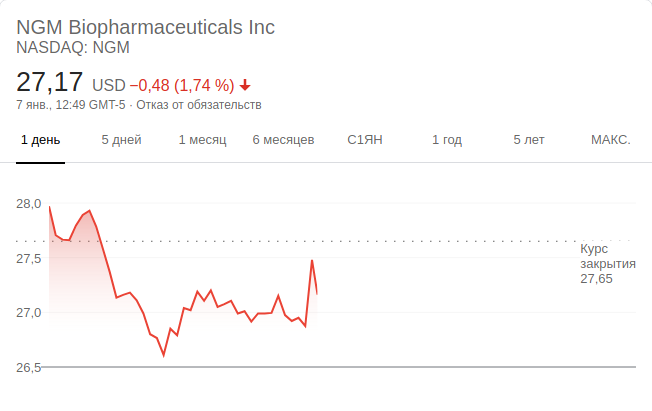 NGM Biopharmaceuticals Inc
NASDAQ: NGM
27,17 USD −0,48 (1,74 %)
7 янв., 12:49 GMT-5 · Отказ от обязательств
1 день 5 дней 1 месяц 6 месяцев С1ЯН 1 год 5 лет МАКС.
28,0
27,5
27,0
26,5
Курс
закрытия
27,65